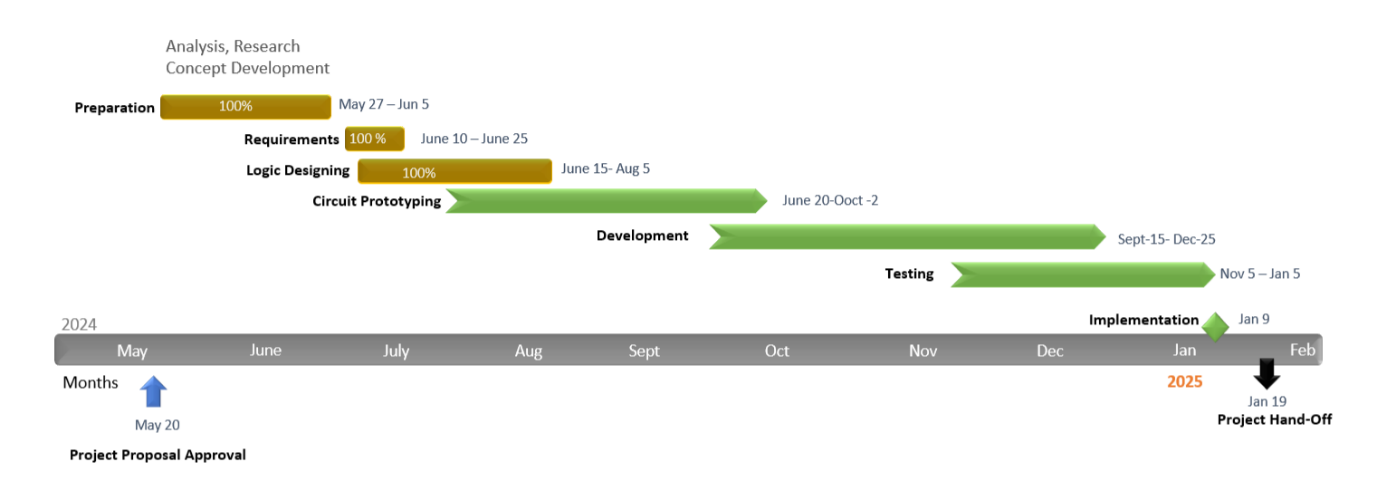 Analysis, Research
Concept Development
Preparation 100% May 27 – Jun 5
Requirements 100 % June 10 – June 25
Logic Designing 100% June 15- Aug 5
Circuit Prototyping June 20-Ooct -2
Development Sept-15- Dec-25
Testing Nov 5 – Jan 5
Implementation Jan 9
2024
May June July Aug Sept Oct Nov Dec Jan Feb
Months 2025
May 20 Jan 19
Project Hand-Off
Project Proposal Approval